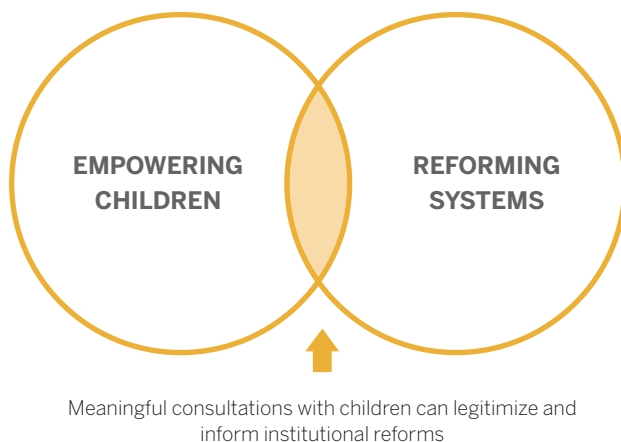 EMPOWERING
CHILDREN
REFORMING
SYSTEMS
Meaningful consultations with children can legitimize and
inform institutional reforms